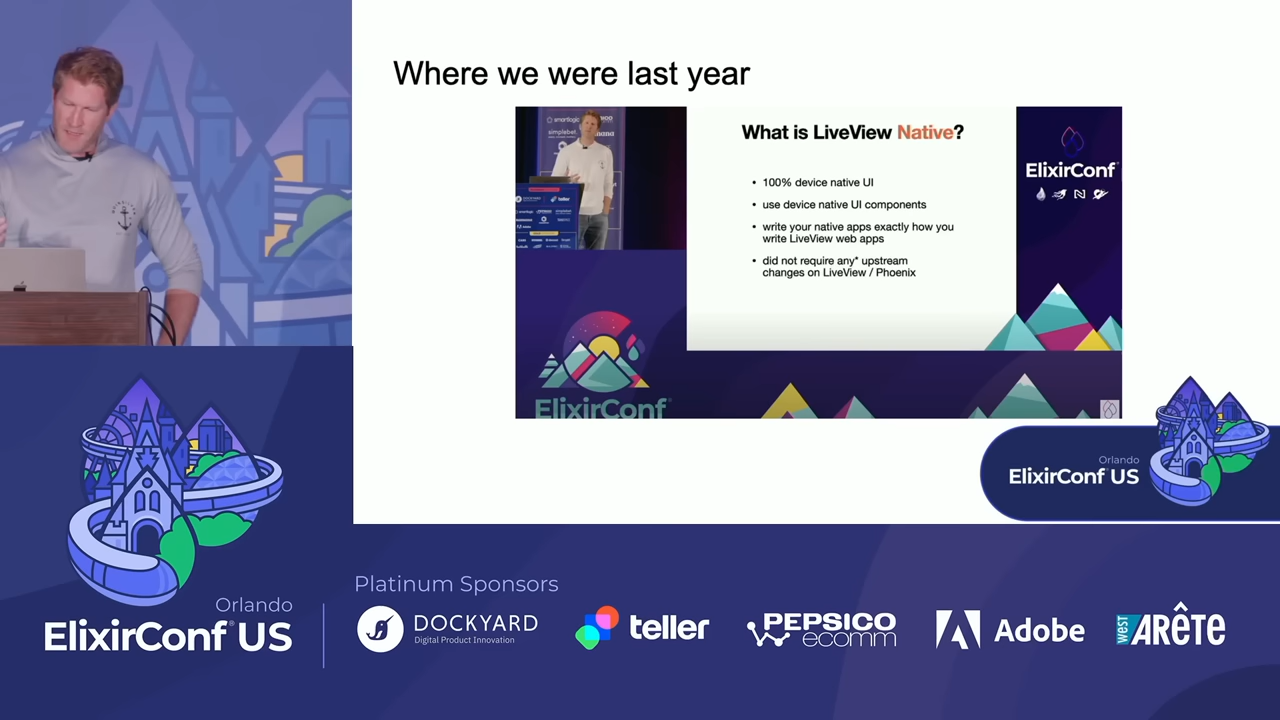 Where we were last year
smartlogic
simplebet
teller
What is LiveView Native?
• 100% device native UI
• use device native UI components
• write your native apps exactly how you
write LiveView web apps
• did not require any* upstream
changes on LiveView / Phoenix
ElixirConf
ElixirConf
Orlando
ElixirConf US
Orlando
ElixirConf® US
Platinum Sponsors
DOCKYARD
Digital Product Innovation
teller
PEPSICO
ecomm
Adobe
west ARÊTE